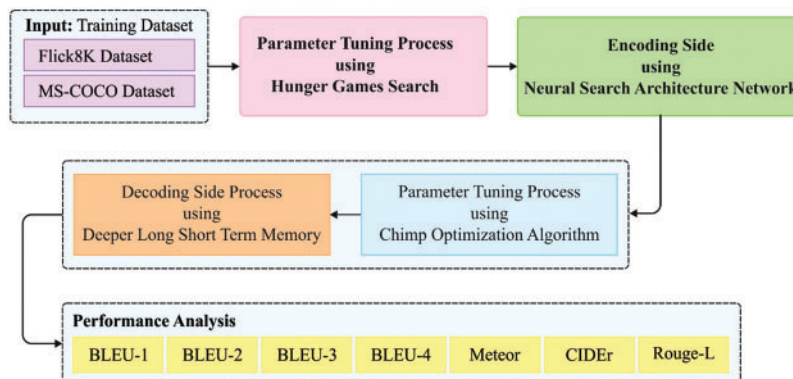 Input: Training Dataset
Flick8K Dataset
MS-COCO Dataset
Parameter Tuning Process
using
Hunger Games Search
Encoding Side
using
Neural Search Architecture Network
Decoding Side Process
using
Deeper Long Short Term Memory
Parameter Tuning Process
using
Chimp Optimization Algorithm
Performance Analysis
BLEU-1 BLEU-2 BLEU-3 BLEU-4 Meteor CIDEr Rouge-L